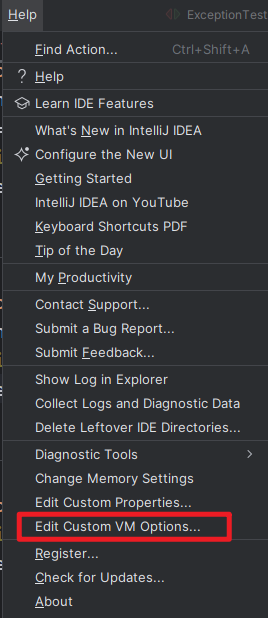 Help
ExceptionTest
Find Action... Ctrl+Shift+A
? Help
Learn IDE Features
What's New in IntelliJ IDEA
Configure the New UI
Getting Started
IntelliJ IDEA on YouTube
Keyboard Shortcuts PDF
Tip of the Day
My Productivity
Contact Support...
Submit a Bug Report...
Submit Feedback...
Show Log in Explorer
Collect Logs and Diagnostic Data
Delete Leftover IDE Directories...
Diagnostic Tools
Change Memory Settings
Edit Custom Properties...
Edit Custom VM Options...
Register...
Check for Updates...
About